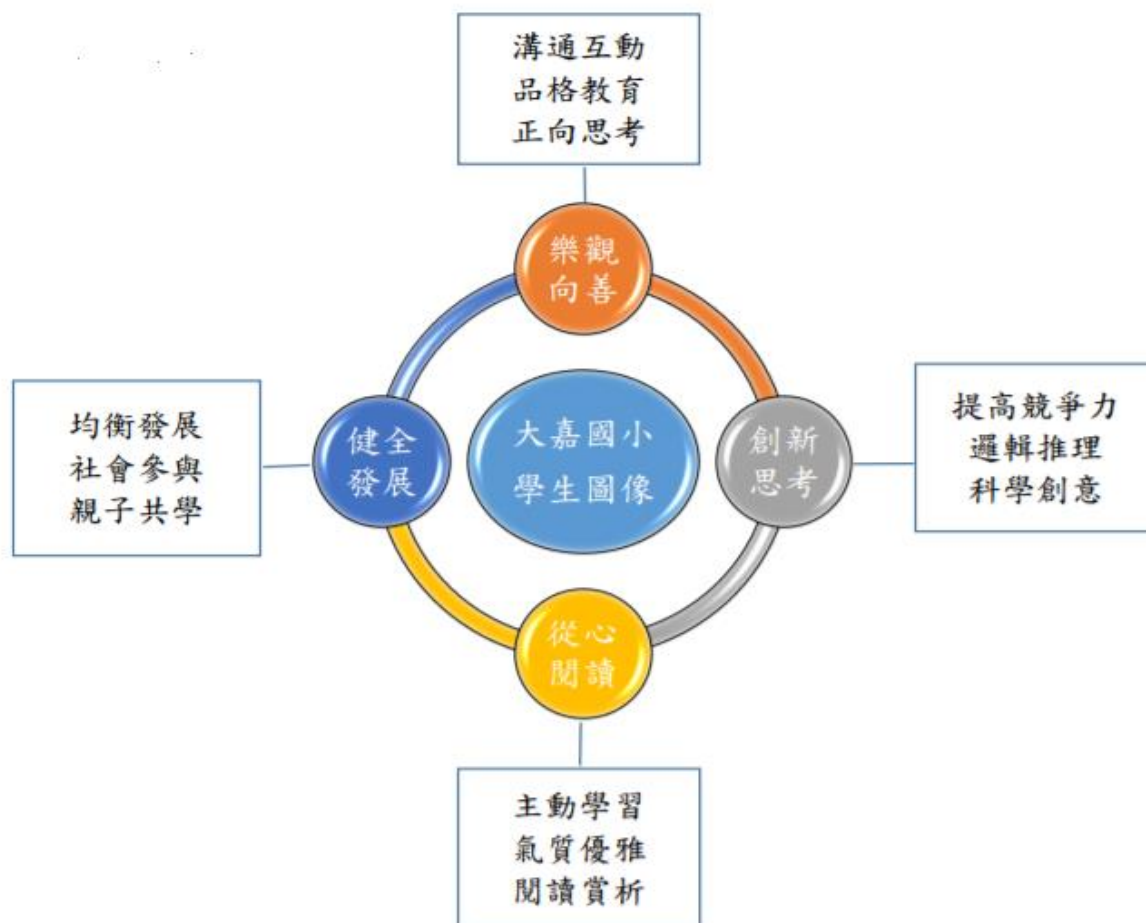 溝通互動
品格教育
正向思考
樂觀
向善
均衡發展
社會參與
親子共學
健全
發展
大嘉國小
學生圖像
創新
思考
提高競爭力
邏輯推理
科學創意
從心
閱讀
主動學習
氣質優雅
閱讀賞析